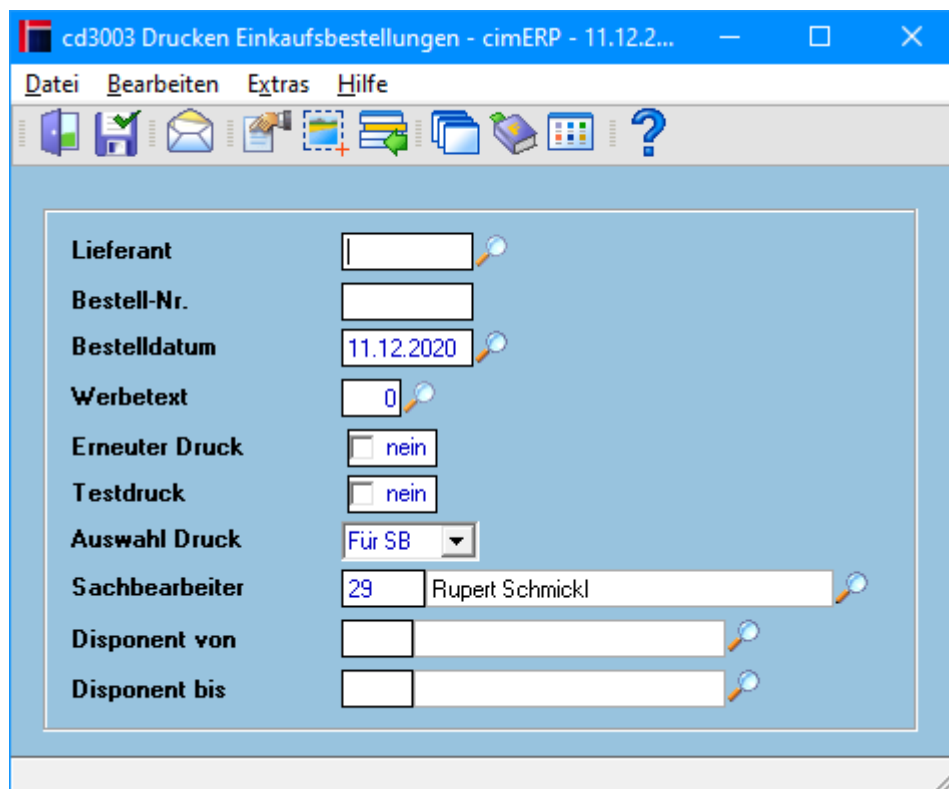 cd3003 Drucken Einkaufsbestellungen - cimERP - 11.12.2...
Datei Bearbeiten Extras Hilfe
Lieferant
Bestell-Nr.
Bestelldatum 11.12.2020
Werbetext 0
Erneuter Druck nein
Testdruck nein
Auswahl Druck Für SB
Sachbearbeiter 29 Rupert Schmickl
Disponent von
Disponent bis